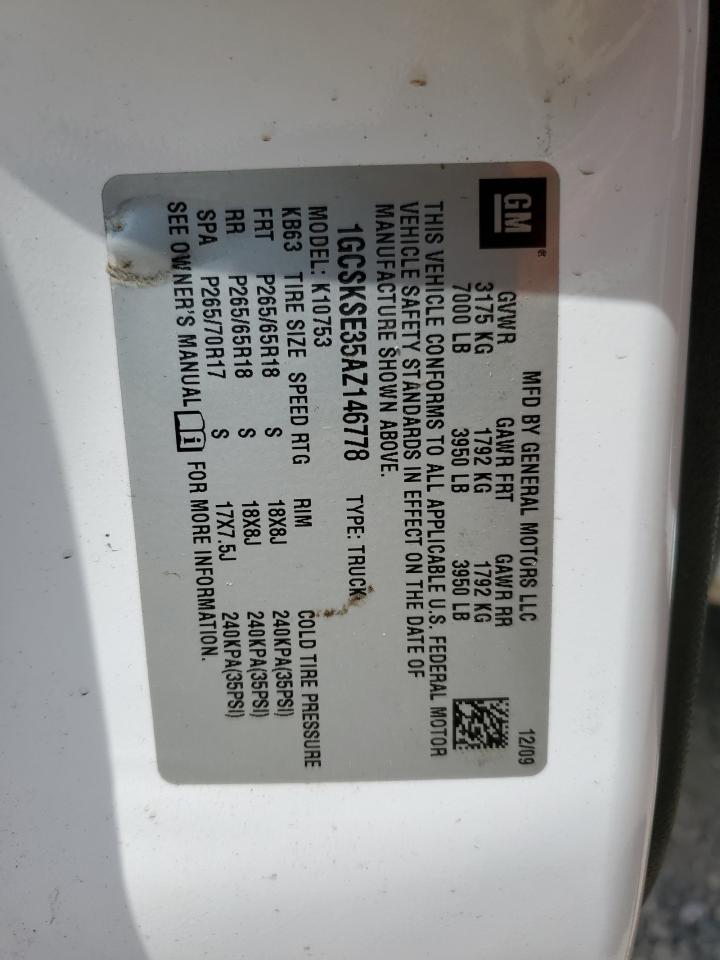 GM ®
MFD BY GENERAL MOTORS LLC 12/09
GVWR GAWR FRT GAWR RR
3175 KG 1792 KG 1792 KG
7000 LB 3950 LB 3950 LB
THIS VEHICLE CONFORMS TO ALL APPLICABLE U.S. FEDERAL MOTOR
VEHICLE SAFETY STANDARDS IN EFFECT ON THE DATE OF
MANUFACTURE SHOWN ABOVE.
1GCSKSE35AZ146778 TYPE: TRUCK
MODEL: K10753
KB63 TIRE SIZE SPEED RTG RIM COLD TIRE PRESSURE
FRT P265/65R18 S 18X8J 240KPA(35PSI)
RR P265/65R18 S 18X8J 240KPA(35PSI)
SPA P265/70R17 S 17X7.5J 240KPA(35PSI)
SEE OWNER'S MANUAL i FOR MORE INFORMATION.